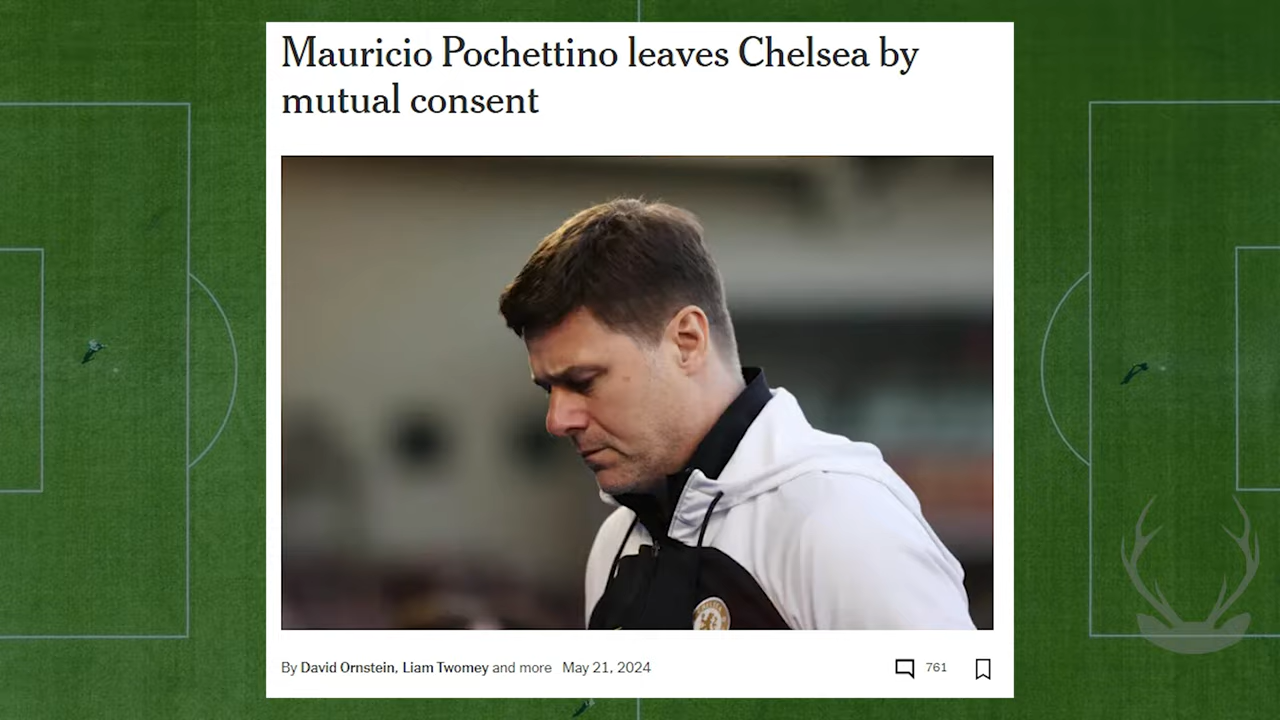 Mauricio Pochettino leaves Chelsea by
mutual consent
By David Ornstein, Liam Twomey and more May 21, 2024
761